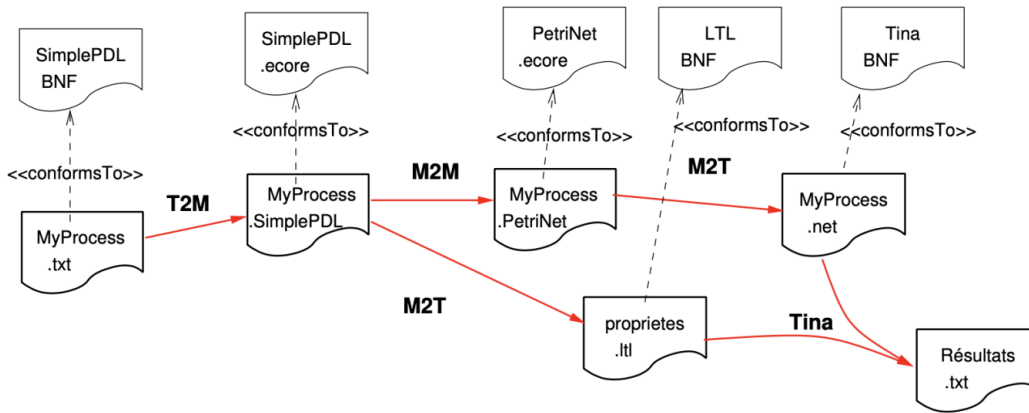 SimplePDL
BNF
SimplePDL
.ecore
PetriNet
.ecore
LTL
BNF
Tina
BNF
<<conformsTo>>
<<conformsTo>>
<<conformsTo>>
<<conformsTo>>
<<conformsTo>>
T2M
M2M
M2T
MyProcess
.txt
MyProcess
.SimplePDL
MyProcess
.PetriNet
MyProcess
.net
M2T
proprietes
.ltl
Tina
Résultats
.txt